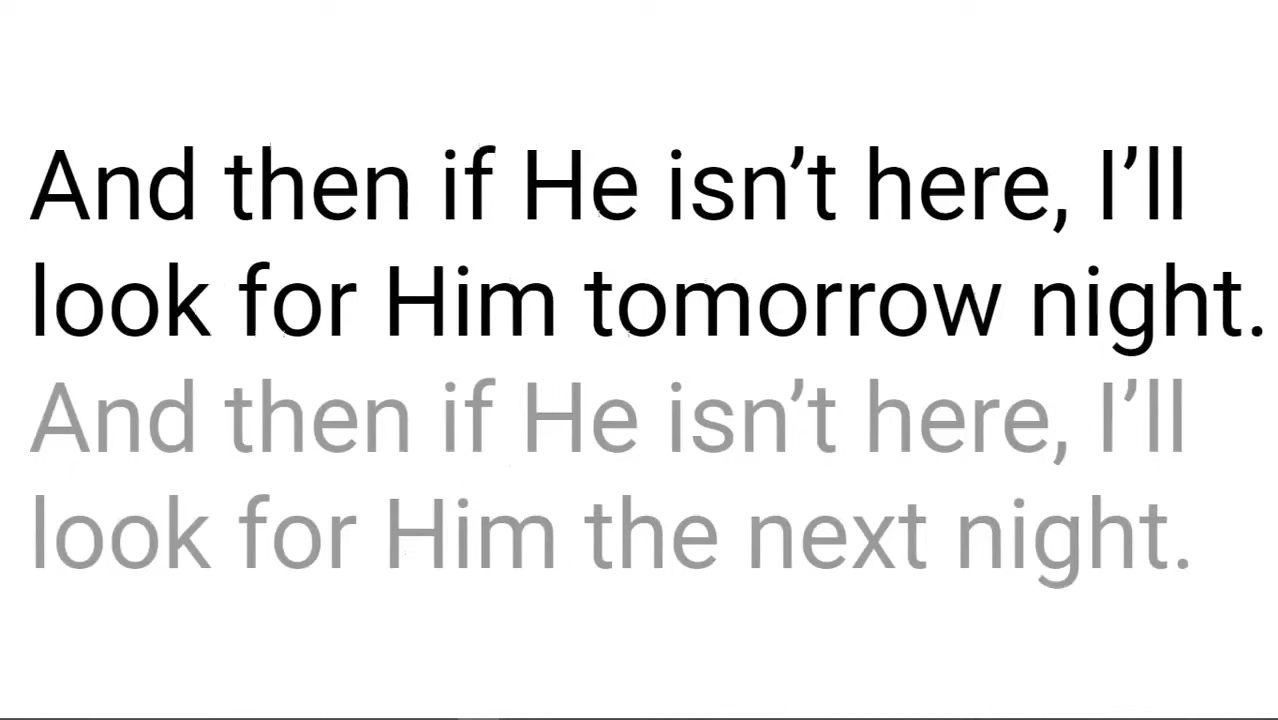 And then if He isn’t here, I’ll
look for Him tomorrow night.
And then if He isn’t here, I’ll
look for Him the next night.